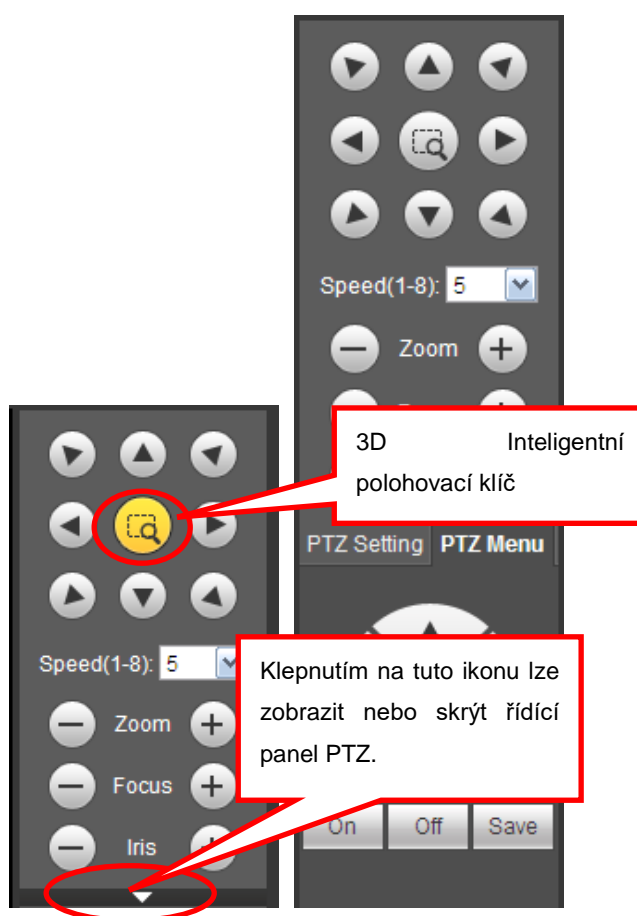 Speed(1-8): 5
Zoom
3D Inteligentní
polohovací klíč
PTZ Setting PTZ Menu
Speed(1-8): 5
Zoom
Focus
Iris
Klepnutím na tuto ikonu lze
zobrazit nebo skrýt řídící
panel PTZ.
On Off Save